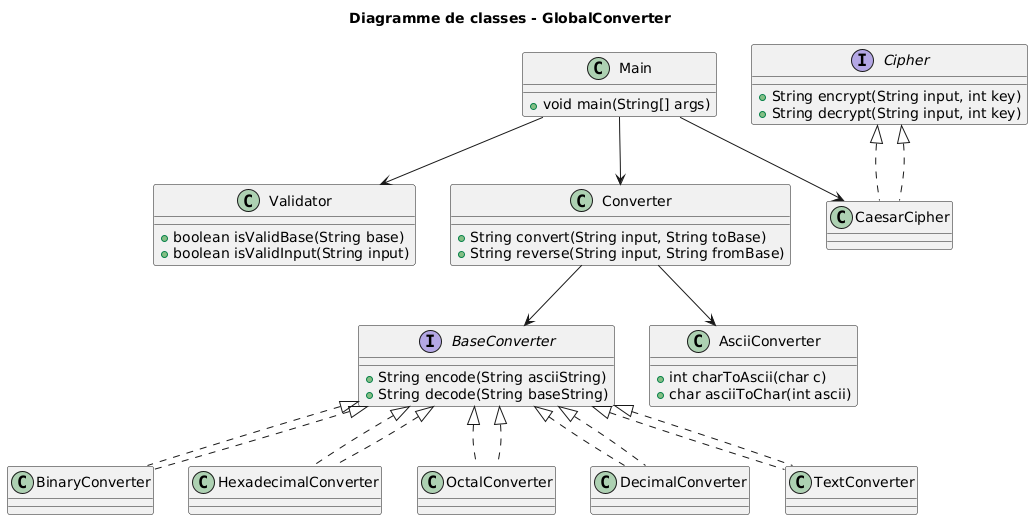 Diagramme de classes - GlobalConverter
C Main
void main(String[] args)
I Cipher
String encrypt(String input, int key)
String decrypt(String input, int key)
C Validator
boolean isValidBase(String base)
boolean isValidInput(String input)
C Converter
String convert(String input, String toBase)
String reverse(String input, String fromBase)
C CaesarCipher
I BaseConverter
String encode(String asciiString)
String decode(String baseString)
C AsciiConverter
int charToAscii(char c)
char asciiToChar(int ascii)
C BinaryConverter
C HexadecimalConverter
C OctalConverter
C DecimalConverter
C TextConverter